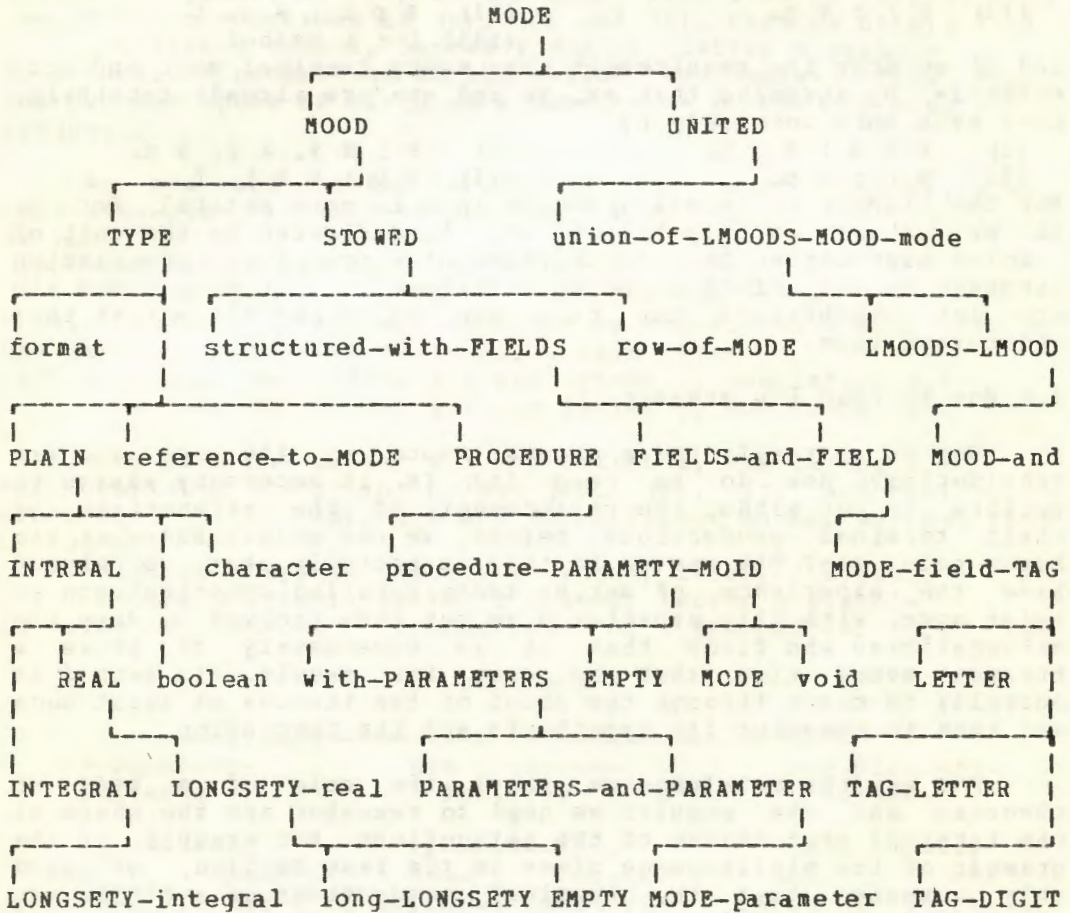 MODE
MOOD UNITED
TYPE STOWED union-of-LMOODS-MOOD-mode
format structured-with-FIELDS row-of-MODE LMOODS-LMOOD
PLAIN reference-to-MODE PROCEDURE FIELDS-and-FIELD MOOD-and
INTREAL character procedure-PARAMETY-MOID MODE-field-TAG
REAL boolean with-PARAMETERS EMPTY MODE void LETTER
INTEGRAL LONGSETY-real PARAMETERS-and-PARAMETER TAG-LETTER
LONGSETY-integral long-LONGSETY EMPTY MODE-parameter TAG-DIGIT